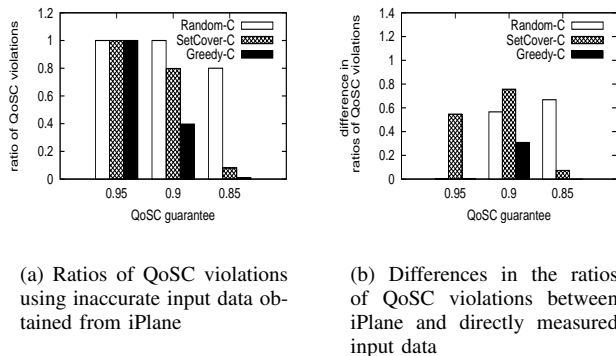 1.2
1
0.8
0.6
0.4
0.2
0
ratio of QoSC violations
Random-C
SetCover-C
Greedy-C
0.95 0.9 0.85
QoSC guarantee
(a) Ratios of QoSC violations
using inaccurate input data ob-
tained from iPlane
1.4
1.2
1
0.8
0.6
0.4
0.2
0
difference in
ratios of QoSC violations
Random-C
SetCover-C
Greedy-C
0.95 0.9 0.85
QoSC guarantee
(b) Differences in the ratios
of QoSC violations between
iPlane and directly measured
input data